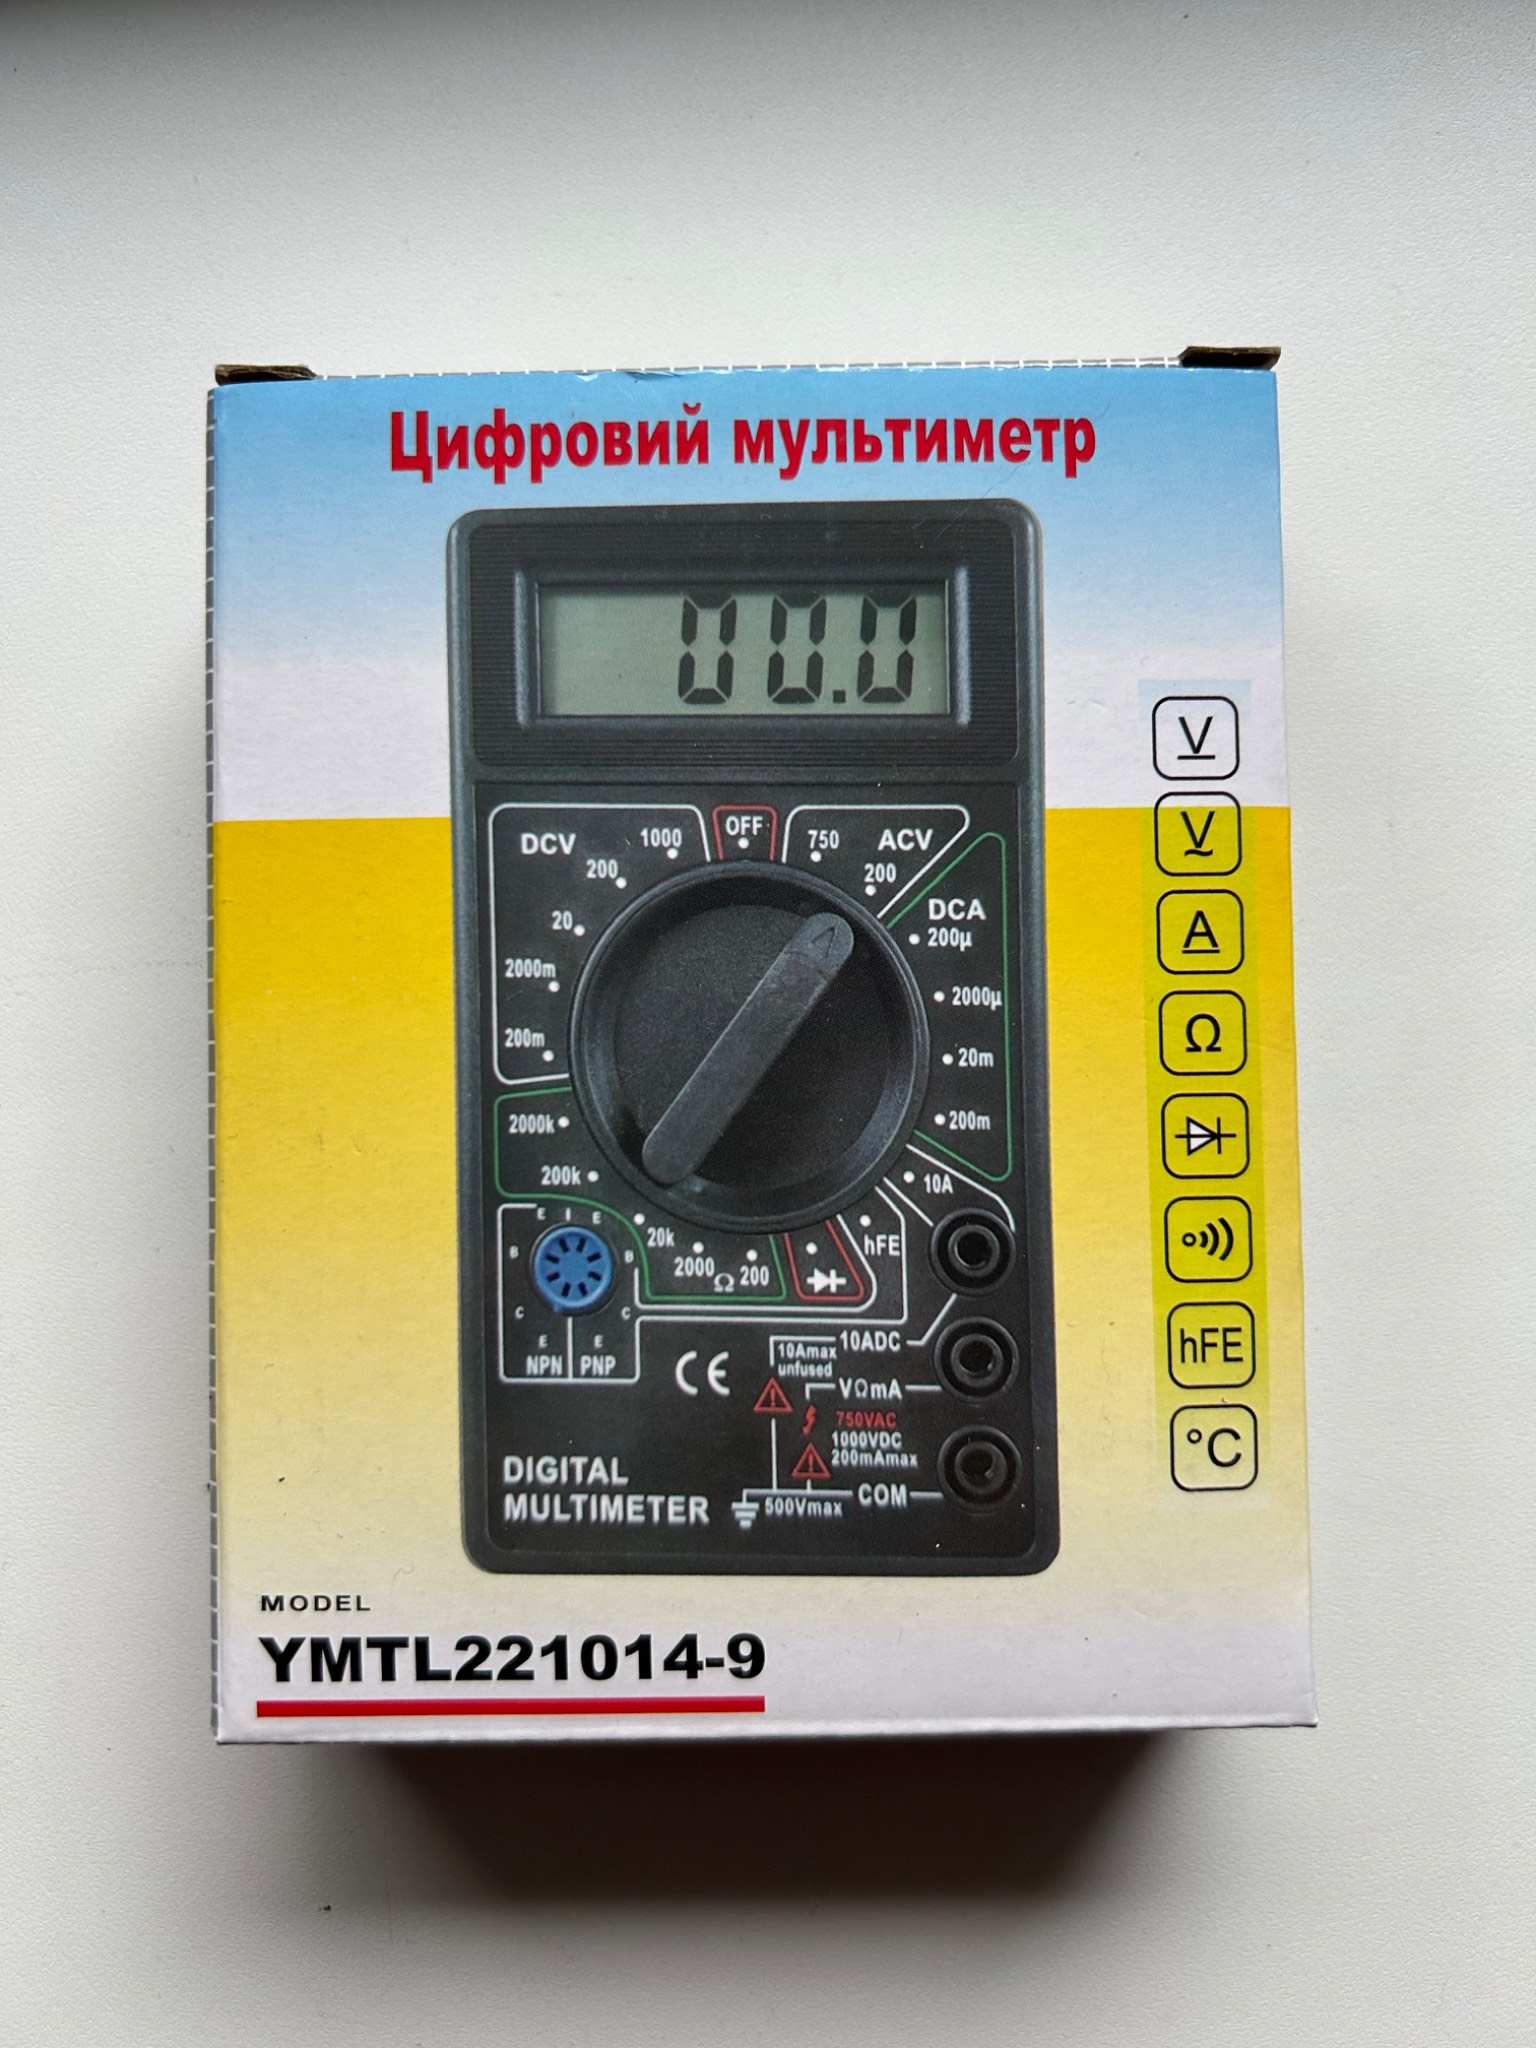 Цифровий мультиметр
00.0
V
V
A
Ω
hFE
°C
DCV
1000
OFF
750
ACV
200
200
DCA
20
200µ
2000m
2000µ
200m
20m
2000k
200m
200k
10A
E I E
20k
hFE
B
B
2000
Ω
200
C
C
E
E
NPN
PNP
CE
10Amax
unfused
10ADC
VΩmA
750VAC
1000VDC
200mAmax
DIGITAL
MULTIMETER
500Vmax
COM
MODEL
YMTL221014-9